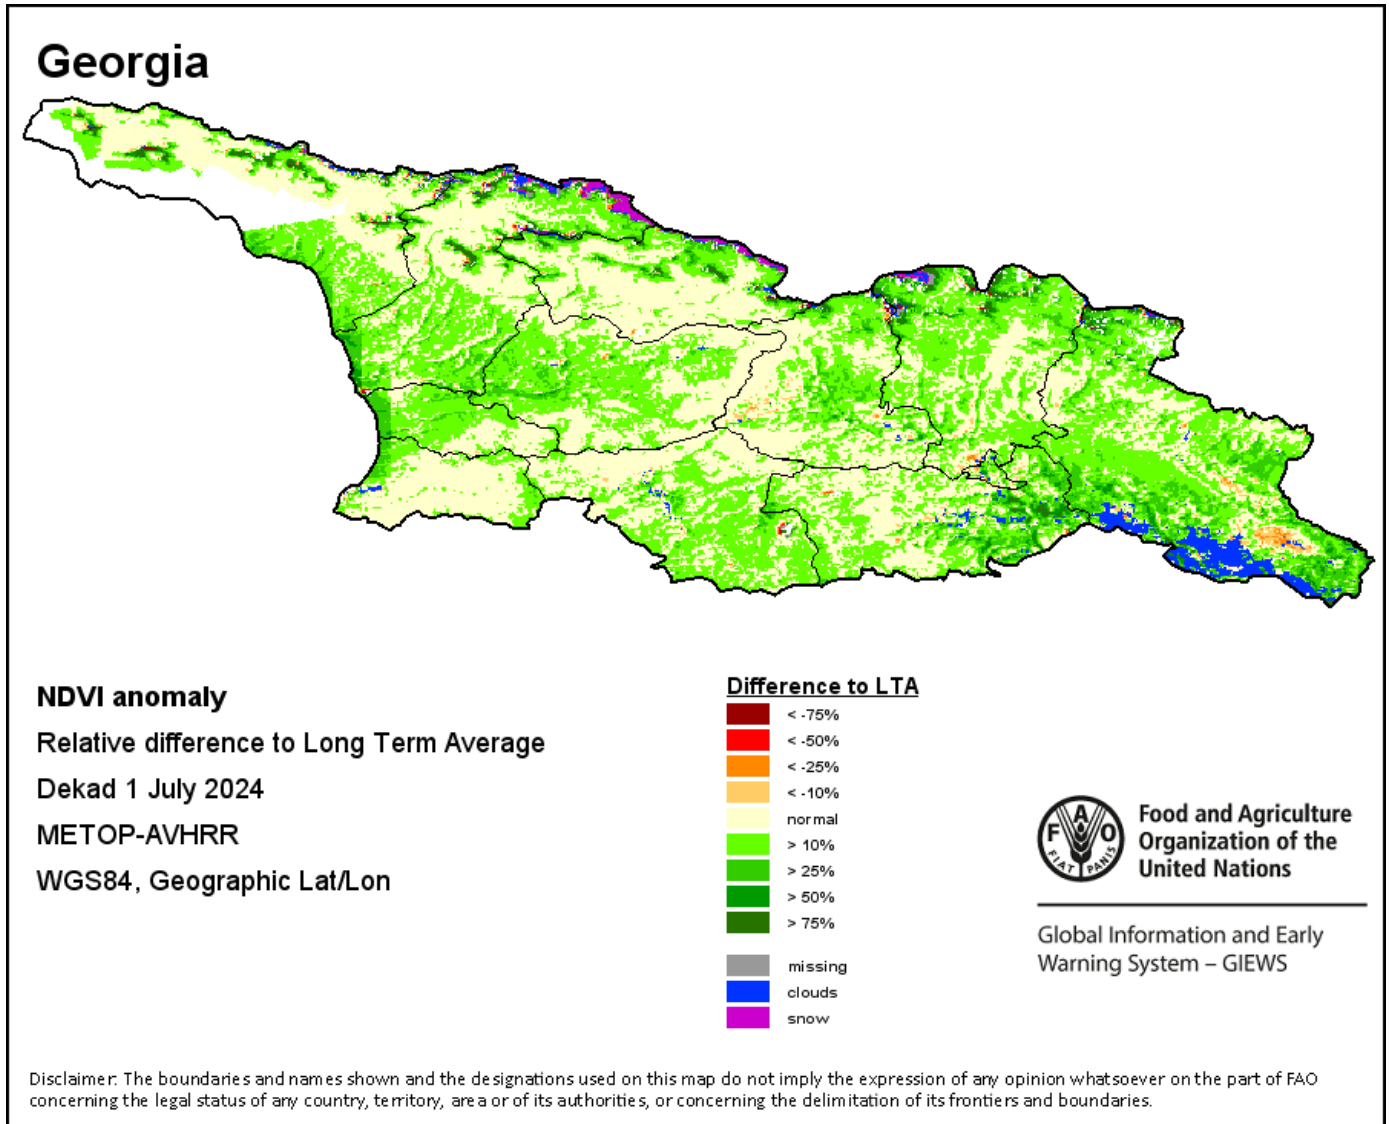 Georgia
NDVI anomaly
Relative difference to Long Term Average
Dekad 1 July 2024
METOP-AVHRR
WGS84, Geographic Lat/Lon
Difference to LTA
< -75%
< -50%
< -25%
< -10%
normal
> 10%
> 25%
> 50%
> 75%
missing
clouds
snow
F A O
FIAT PANIS
Food and Agriculture
Organization of the
United Nations
Global Information and Early
Warning System – GIEWS
Disclaimer: The boundaries and names shown and the designations used on this map do not imply the expression of any opinion whatsoever on the part of FAO
concerning the legal status of any country, territory, area or of its authorities, or concerning the delimitation of its frontiers and boundaries.